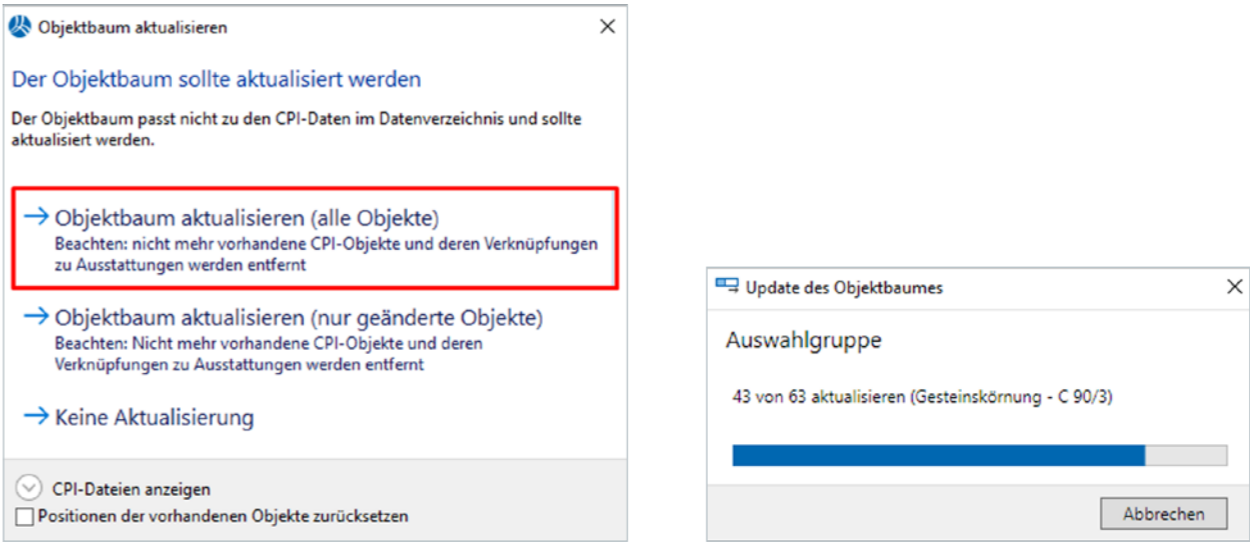 Objektbaum aktualisieren
Der Objektbaum sollte aktualisiert werden
Der Objektbaum passt nicht zu den CPI-Daten im Datenverzeichnis und sollte
aktualisiert werden.
Objektbaum aktualisieren (alle Objekte)
Beachten: nicht mehr vorhandene CPI-Objekte und deren Verknüpfungen
zu Ausstattungen werden entfernt
Objektbaum aktualisieren (nur geänderte Objekte)
Beachten: Nicht mehr vorhandene CPI-Objekte und deren
Verknüpfungen zu Ausstattungen werden entfernt
Keine Aktualisierung
CPI-Dateien anzeigen
Positionen der vorhandenen Objekte zurücksetzen
Update des Objektbaumes
Auswahlgruppe
43 von 63 aktualisieren (Gesteinskörnung - C 90/3)
Abbrechen